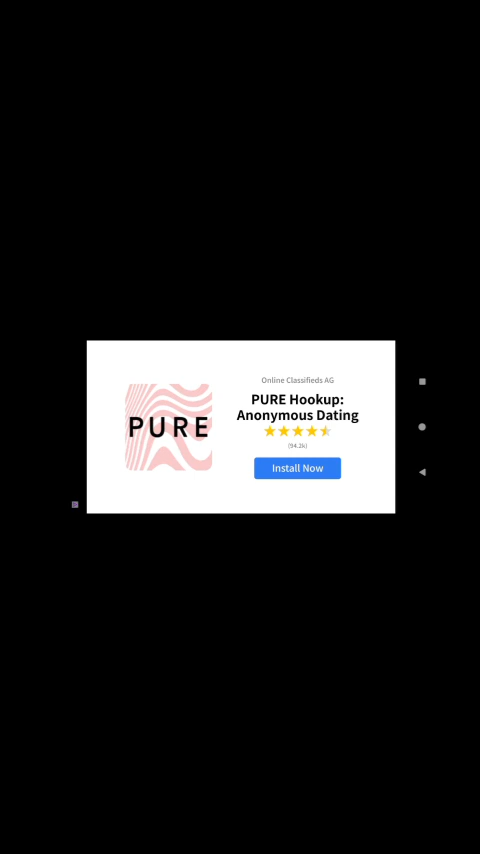 Online Classifieds AG
PURE Hookup:
Anonymous Dating
PURE
(94.2k)
Install Now